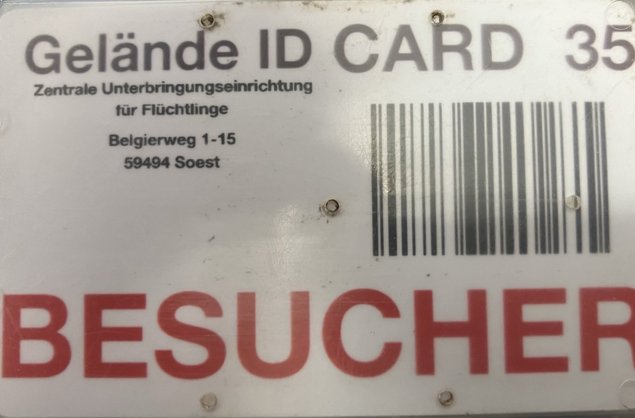 Gelände ID CARD 35
Zentrale Unterbringungseinrichtung
für Flüchtlinge
Belgierweg 1-15
59494 Soest
BESUCHER